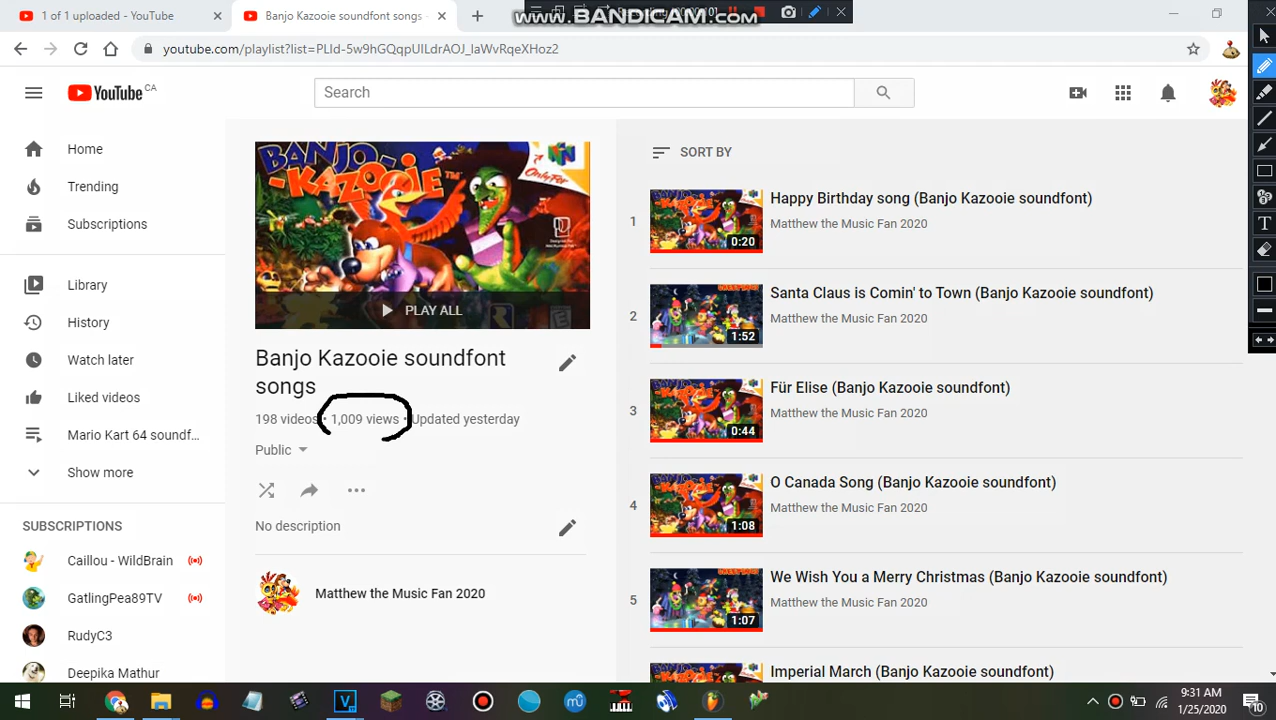 1 of 1 uploaded - YouTube
Banjo Kazooie soundfont songs -
www.BANDICAM.com
youtube.com/playlist?list=PLId-5w9hGQqpUILdrAOJ_laWvRqeXHoz2
YouTube CA
Search
Home
Trending
Subscriptions
Library
History
Watch later
Liked videos
Mario Kart 64 soundf...
Show more
SUBSCRIPTIONS
Caillou - WildBrain
GatlingPea89TV
RudyC3
Deepika Mathur
BANJO-KAZOOIE
PLAY ALL
Banjo Kazooie soundfont
songs
198 videos • 1,009 views • Updated yesterday
Public
No description
Matthew the Music Fan 2020
SORT BY
1
0:20
Happy Birthday song (Banjo Kazooie soundfont)
Matthew the Music Fan 2020
2
1:52
Santa Claus is Comin' to Town (Banjo Kazooie soundfont)
Matthew the Music Fan 2020
3
0:44
Für Elise (Banjo Kazooie soundfont)
Matthew the Music Fan 2020
4
1:08
O Canada Song (Banjo Kazooie soundfont)
Matthew the Music Fan 2020
5
1:07
We Wish You a Merry Christmas (Banjo Kazooie soundfont)
Matthew the Music Fan 2020
Imperial March (Banjo Kazooie soundfont)
9:31 AM
1/25/2020
10